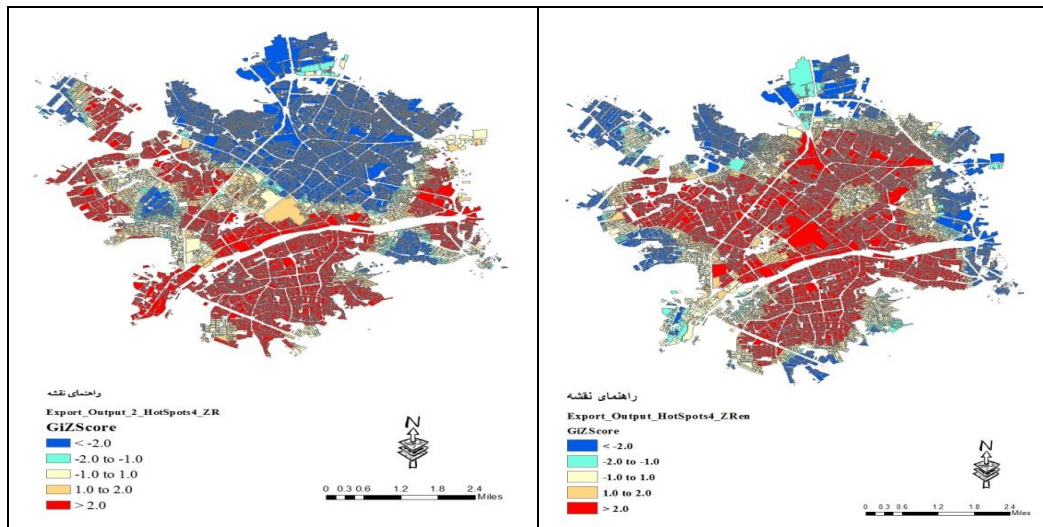 راهنمای نقشه
Export_Output_2_HotSpots4_ZR
GiZScore
< -2.0
-2.0 to -1.0
-1.0 to 1.0
1.0 to 2.0
> 2.0
N
0 0.3 0.6 1.2 1.8 2.4
Miles
راهنمای نقشه
Export_Output_HotSpots4_ZRen
GiZScore
< -2.0
-2.0 to -1.0
-1.0 to 1.0
1.0 to 2.0
> 2.0
N
0 0.3 0.6 1.2 1.8 2.4
Miles